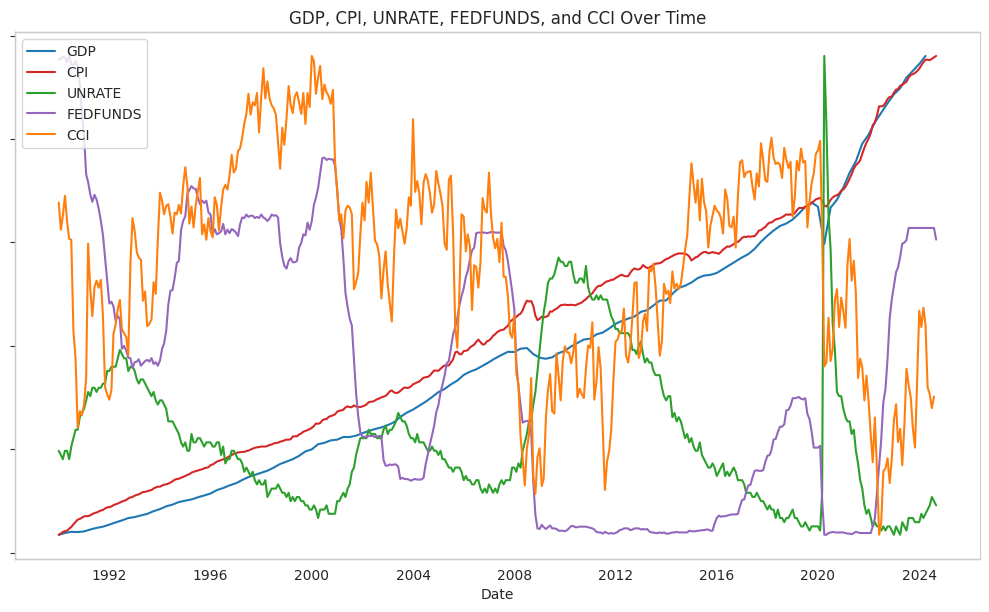 GDP, CPI, UNRATE, FEDFUNDS, and CCI Over Time
GDP
CPI
UNRATE
FEDFUNDS
CCI
1992 1996 2000 2004 2008 2012 2016 2020 2024
Date